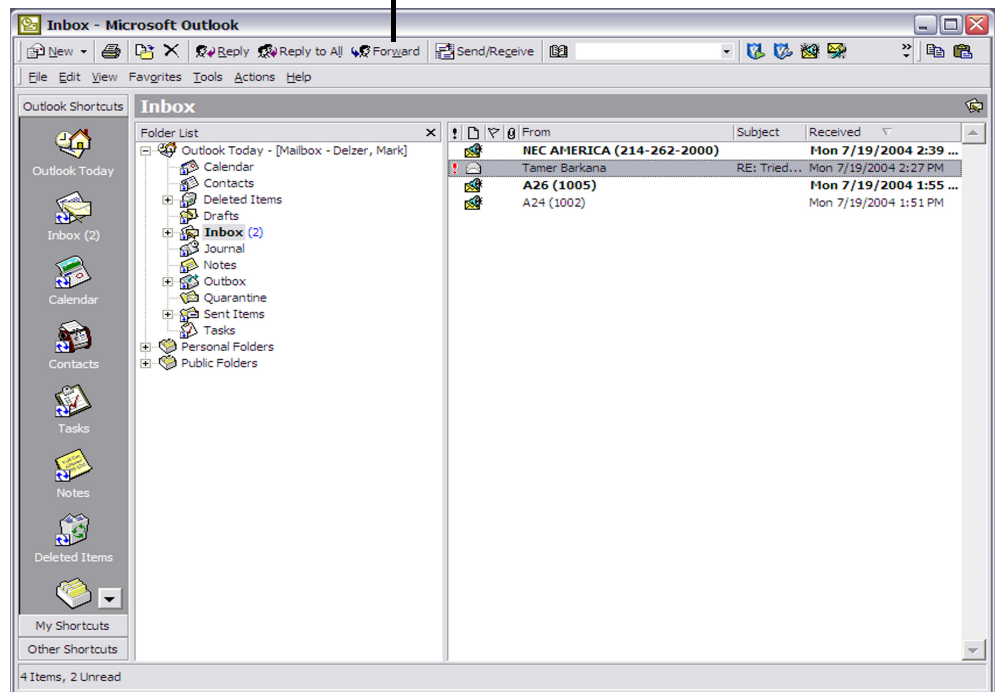 Inbox - Microsoft Outlook
New Reply Reply to All Forward Send/Receive
File Edit View Favorites Tools Actions Help
Outlook Shortcuts
Outlook Today
Inbox (2)
Calendar
Contacts
Tasks
Notes
Deleted Items
My Shortcuts
Other Shortcuts
Inbox
Folder List
Outlook Today - [Mailbox - Delzer, Mark]
Calendar
Contacts
Deleted Items
Drafts
Inbox (2)
Journal
Notes
Outbox
Quarantine
Sent Items
Tasks
Personal Folders
Public Folders
! From Subject Received
NEC AMERICA (214-262-2000) Mon 7/19/2004 2:39 ...
! Tamer Barkana RE: Tried... Mon 7/19/2004 2:27 PM
A26 (1005) Mon 7/19/2004 1:55 ...
A24 (1002) Mon 7/19/2004 1:51 PM
4 Items, 2 Unread